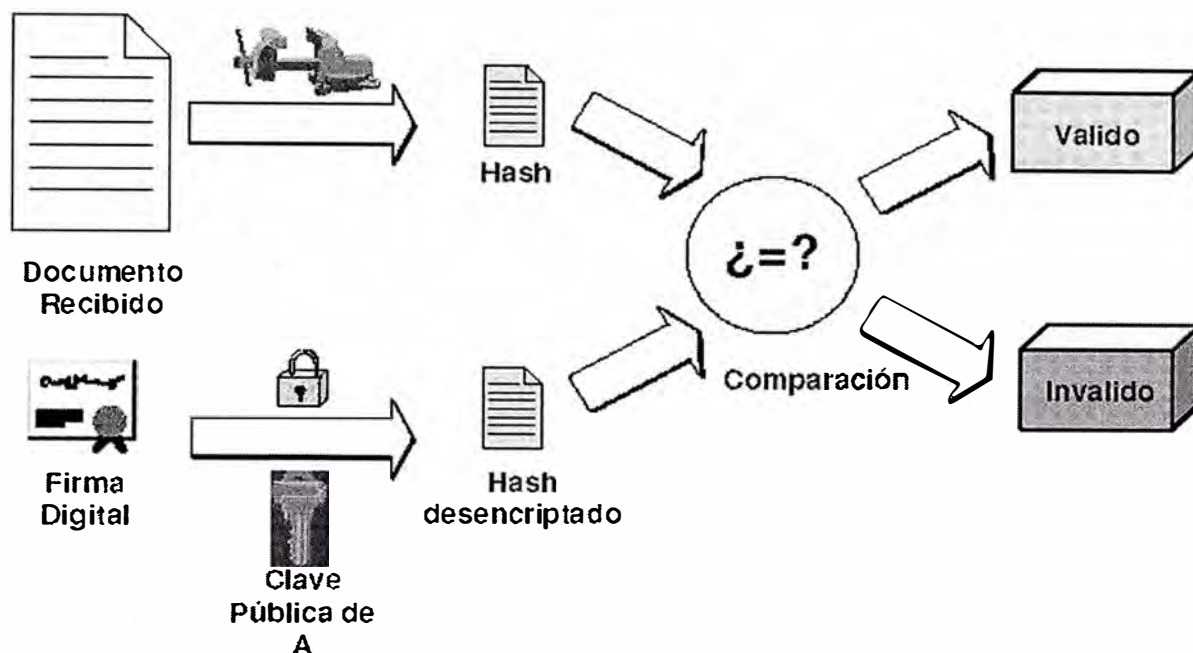 Documento
Recibido
Hash
¿=?
Comparación
Valido
Invalido
Firma
Digital
Clave
Pública de
A
Hash
desencriptado